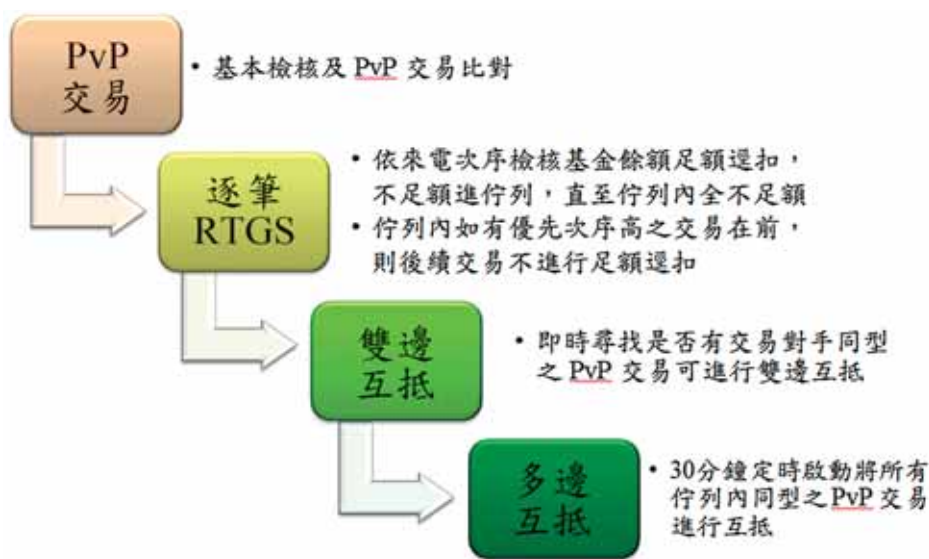 PvP
交易
• 基本檢核及 PvP 交易比對
逐筆
RTGS
• 依來電次序檢核基金餘額足額逕扣，
不足額進佇列，直至佇列內全不足額
• 佇列內如有優先次序高之交易在前，
則後續交易不進行足額逕扣
雙邊
互抵
• 即時尋找是否有交易對手同型
之 PvP 交易可進行雙邊互抵
多邊
互抵
• 30分鐘定時啟動將所有
佇列內同型之PvP 交易
進行互抵